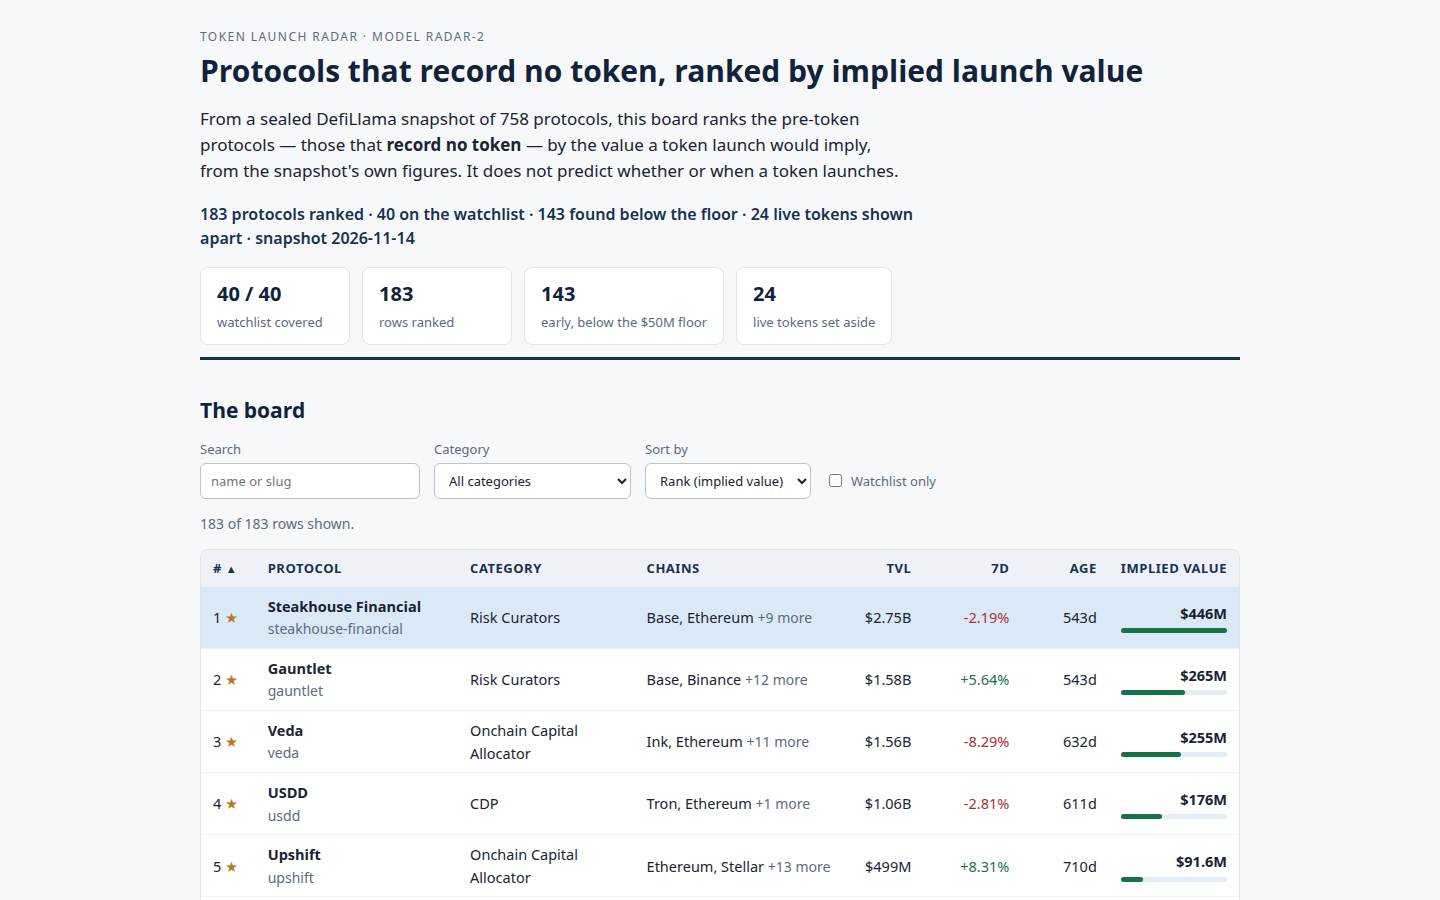 TOKEN LAUNCH RADAR · MODEL RADAR-2
Protocols that record no token, ranked by implied launch value
From a sealed DefiLlama snapshot of 758 protocols, this board ranks the pre-token
protocols — those that record no token — by the value a token launch would imply,
from the snapshot's own figures. It does not predict whether or when a token launches.
183 protocols ranked · 40 on the watchlist · 143 found below the floor · 24 live tokens shown
apart · snapshot 2026-11-14
40 / 40
watchlist covered
183
rows ranked
143
early, below the $50M floor
24
live tokens set aside
The board
Search
name or slug
Category
All categories
Sort by
Rank (implied value)
Watchlist only
183 of 183 rows shown.
# ▲ PROTOCOL CATEGORY CHAINS TVL 7D AGE IMPLIED VALUE
1 ★ Steakhouse Financial Risk Curators Base, Ethereum +9 more $2.75B -2.19% 543d $446M
steakhouse-financial
2 ★ Gauntlet Risk Curators Base, Binance +12 more $1.58B +5.64% 543d $265M
gauntlet
3 ★ Veda Onchain Capital Ink, Ethereum +11 more $1.56B -8.29% 632d $255M
veda Allocator
4 ★ USDD CDP Tron, Ethereum +1 more $1.06B -2.81% 611d $176M
usdd
5 ★ Upshift Onchain Capital Ethereum, Stellar +13 more $499M +8.31% 710d $91.6M
upshift Allocator